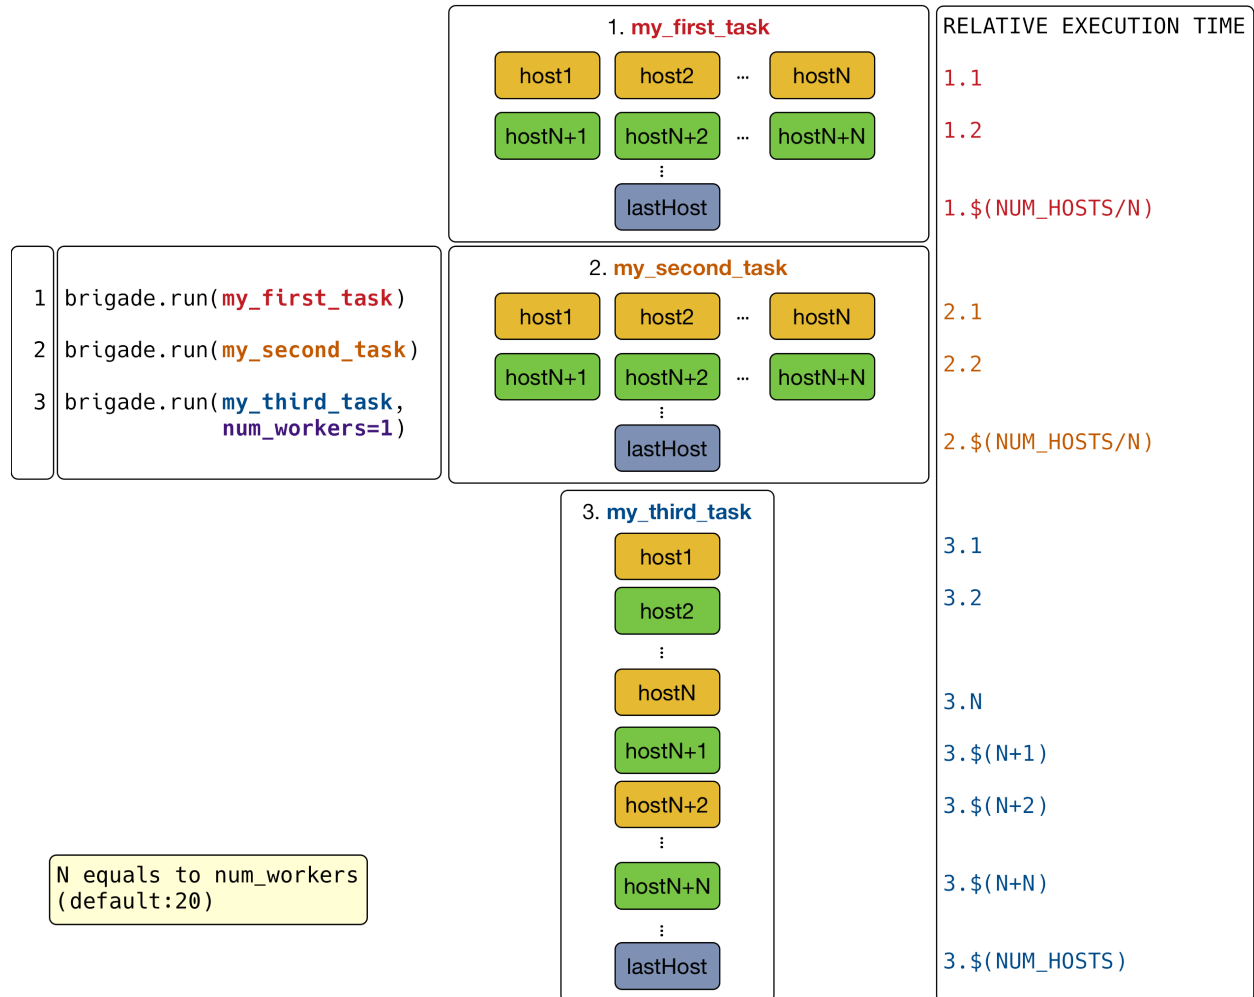 1. my_first_task
host1 host2 ... hostN
hostN+1 hostN+2 ... hostN+N
⋮
lastHost
1 brigade.run(my_first_task)
2 brigade.run(my_second_task)
3 brigade.run(my_third_task,
num_workers=1)
2. my_second_task
host1 host2 ... hostN
hostN+1 hostN+2 ... hostN+N
⋮
lastHost
3. my_third_task
host1
host2
⋮
hostN
hostN+1
hostN+2
⋮
hostN+N
⋮
lastHost
RELATIVE EXECUTION TIME
1.1
1.2
1.$(NUM_HOSTS/N)
2.1
2.2
2.$(NUM_HOSTS/N)
3.1
3.2
3.N
3.$(N+1)
3.$(N+2)
3.$(N+N)
3.$(NUM_HOSTS)
N equals to num_workers
(default:20)